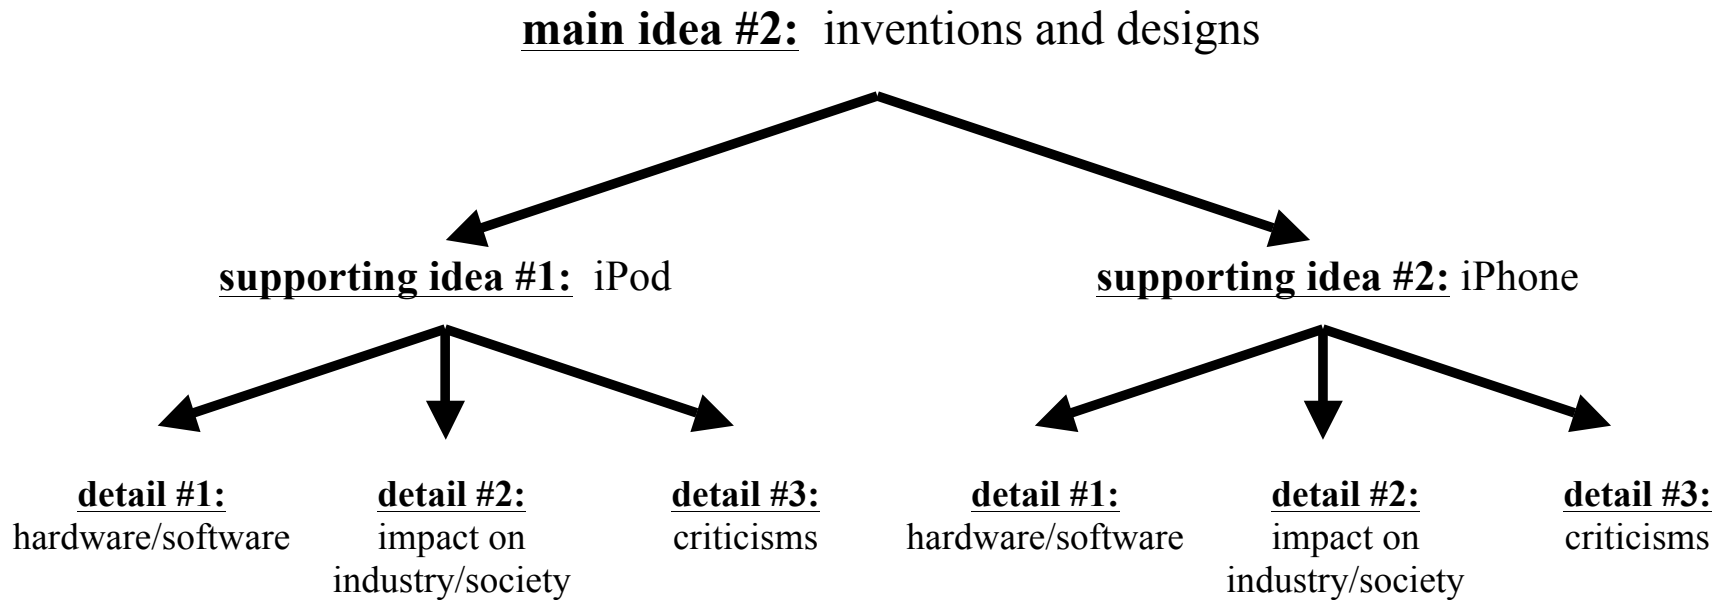 main idea #2: inventions and designs
supporting idea #1: iPod
supporting idea #2: iPhone
detail #1:
hardware/software
detail #2:
impact on
industry/society
detail #3:
criticisms
detail #1:
hardware/software
detail #2:
impact on
industry/society
detail #3:
criticisms